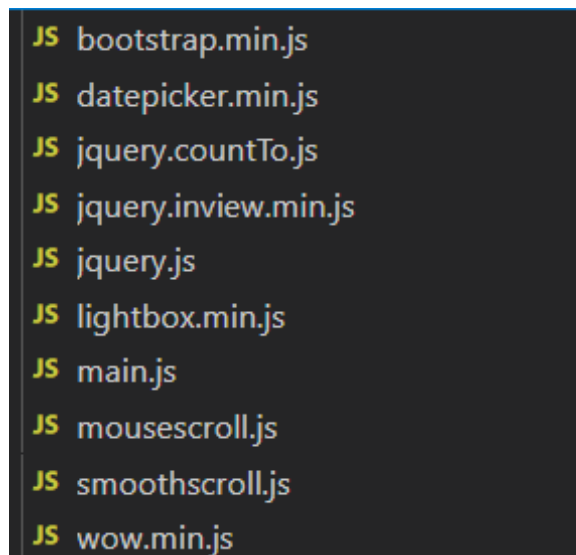 JS bootstrap.min.js
JS datepicker.min.js
JS jquery.countTo.js
JS jquery.inview.min.js
JS jquery.js
JS lightbox.min.js
JS main.js
JS mousescroll.js
JS smoothscroll.js
JS wow.min.js